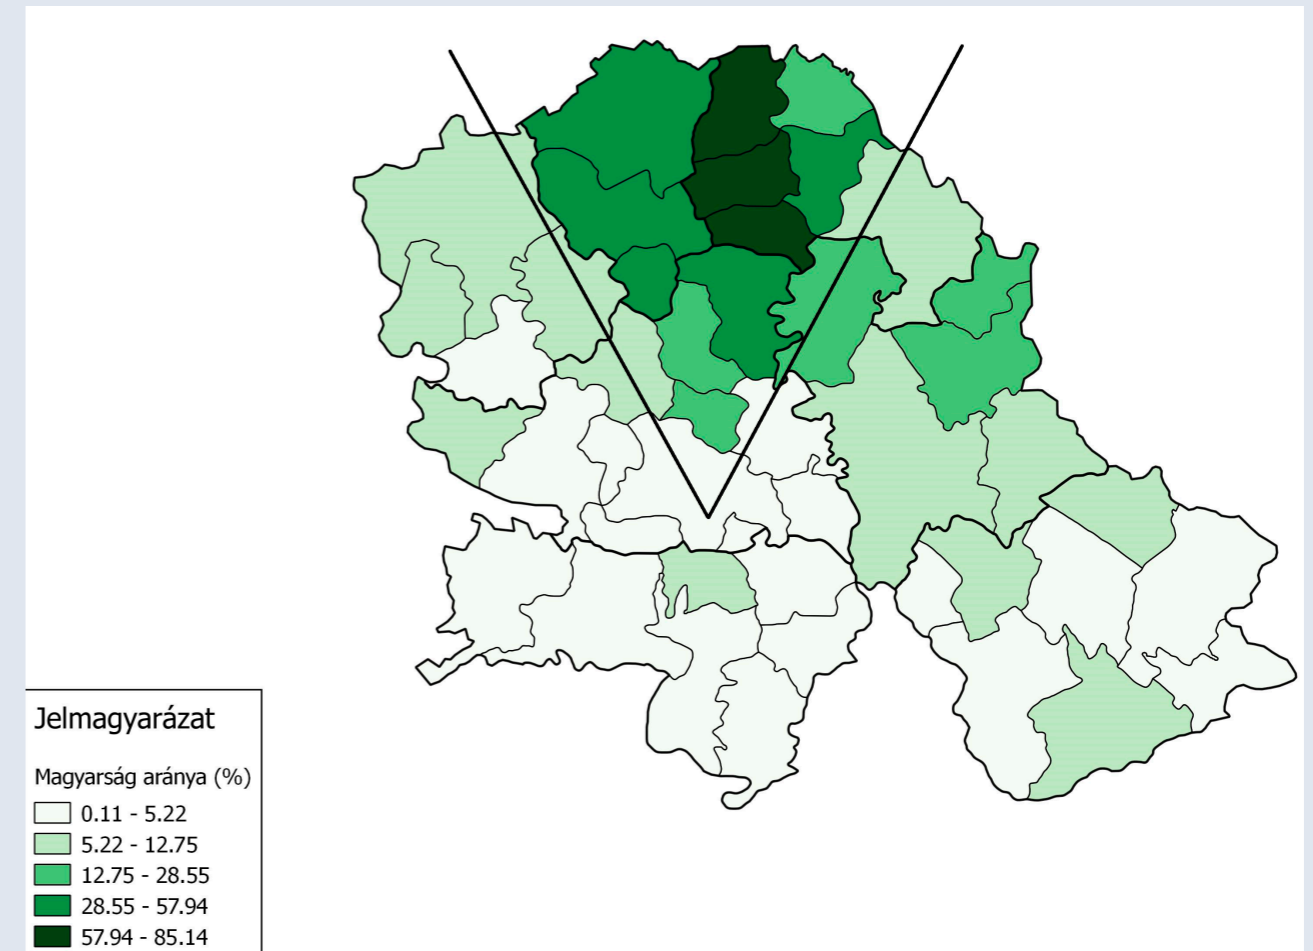 Jelmagyarázat
Magyarság aránya (%)
0.11 - 5.22
5.22 - 12.75
12.75 - 28.55
28.55 - 57.94
57.94 - 85.14